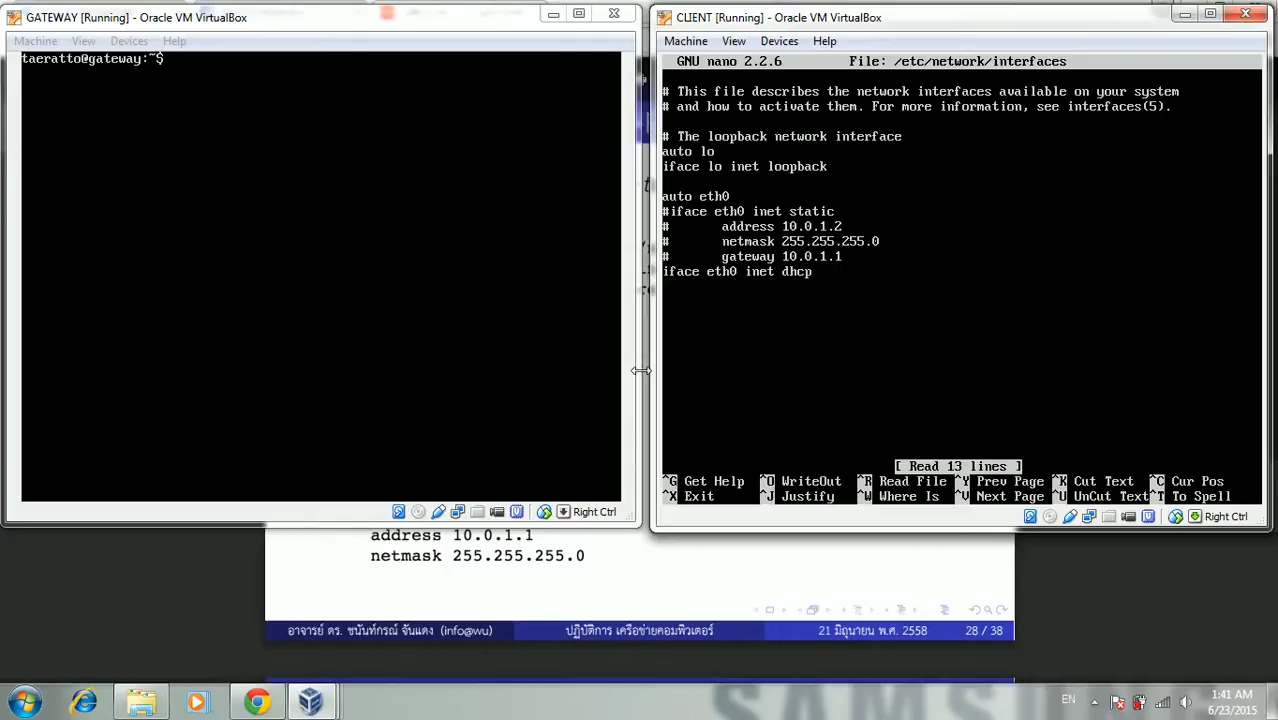 GATEWAY [Running] - Oracle VM VirtualBox
Machine View Devices Help
taeratto@gateway:~$
Right Ctrl
CLIENT [Running] - Oracle VM VirtualBox
Machine View Devices Help
GNU nano 2.2.6 File: /etc/network/interfaces
# This file describes the network interfaces available on your system
# and how to activate them. For more information, see interfaces(5).
# The loopback network interface
auto lo
iface lo inet loopback
auto eth0
#iface eth0 inet static
# address 10.0.1.2
# netmask 255.255.255.0
# gateway 10.0.1.1
iface eth0 inet dhcp
[ Read 13 lines ]
^G Get Help ^O WriteOut ^R Read File ^Y Prev Page ^K Cut Text ^C Cur Pos
^X Exit ^J Justify ^W Where Is ^V Next Page ^U UnCut Text ^T To Spell
Right Ctrl
address 10.0.1.1
netmask 255.255.255.0
อาจารย์ ดร. ชนันท์กรณ์ จันแดง (info@wu) ปฏิบัติการ เครือข่ายคอมพิวเตอร์ 21 มิถุนายน พ.ศ. 2558 28 / 38
SAMSUNG
EN 1:41 AM
6/23/2015